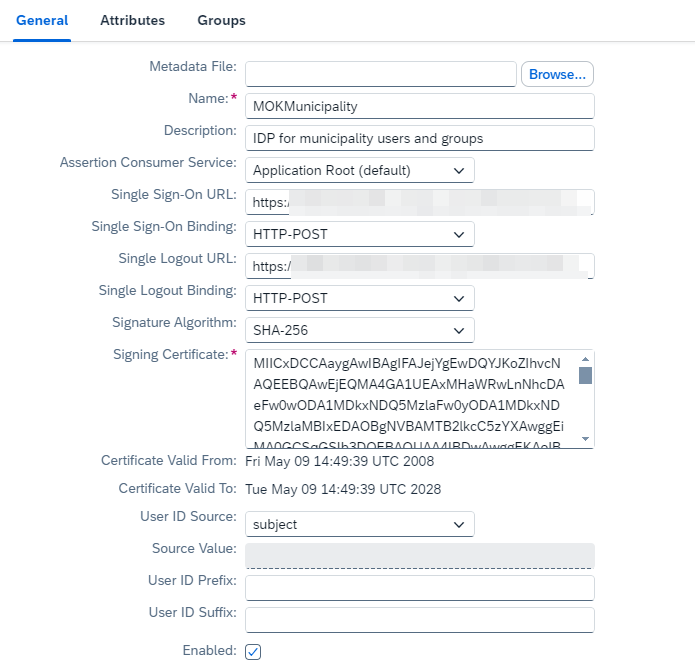 General Attributes Groups
Metadata File: Browse...
Name:* MOKMunicipality
Description: IDP for municipality users and groups
Assertion Consumer Service: Application Root (default)
Single Sign-On URL: https:/
Single Sign-On Binding: HTTP-POST
Single Logout URL: https:/
Single Logout Binding: HTTP-POST
Signature Algorithm: SHA-256
Signing Certificate:* MIICxDCCAaygAwIBAgIFAJejYgEwDQYJKoZIhvcN
AQEEBQAwEjEQMA4GA1UEAxMHaWRwLnNhcDA
eFw0wODA1MDkxNDQ5MzlaFw0yODA1MDkxND
Q5MzlaMBIxEDAOBgNVBAMTB2lkcC5zYXAwggEi
Certificate Valid From: Fri May 09 14:49:39 UTC 2008
Certificate Valid To: Tue May 09 14:49:39 UTC 2028
User ID Source: subject
Source Value:
User ID Prefix:
User ID Suffix:
Enabled: